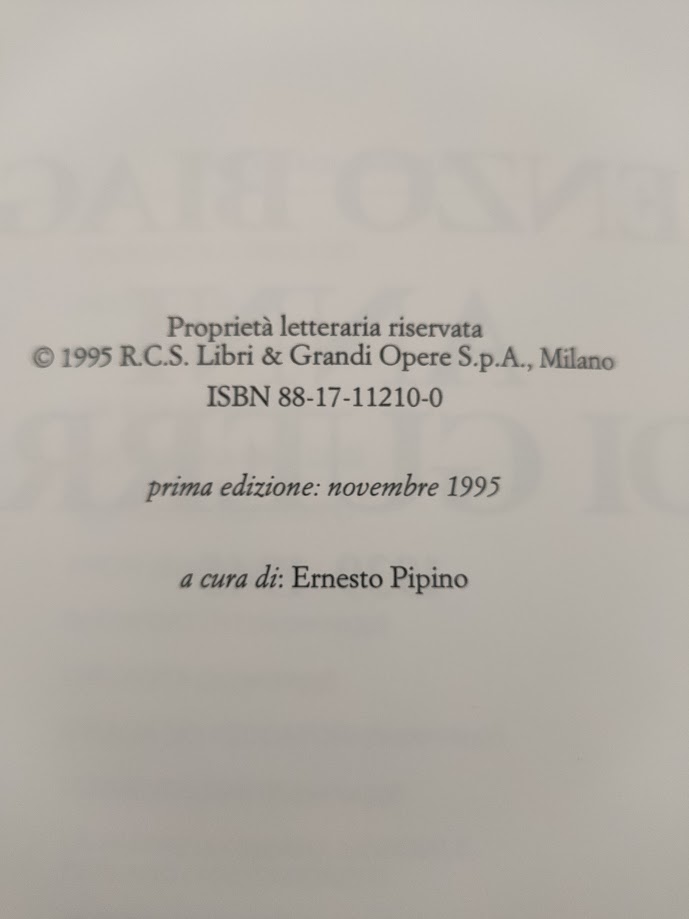 Proprietà letteraria riservata
© 1995 R.C.S. Libri & Grandi Opere S.p.A., Milano
ISBN 88-17-11210-0
prima edizione: novembre 1995
a cura di: Ernesto Pipino